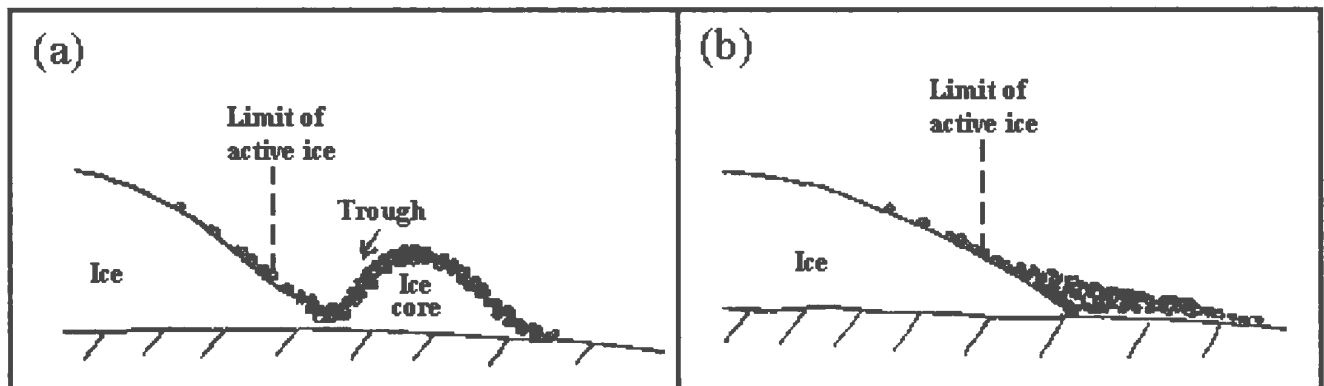 (a)
Limit of
active ice
Trough
Ice
Ice
core
(b)
Limit of
active ice
Ice